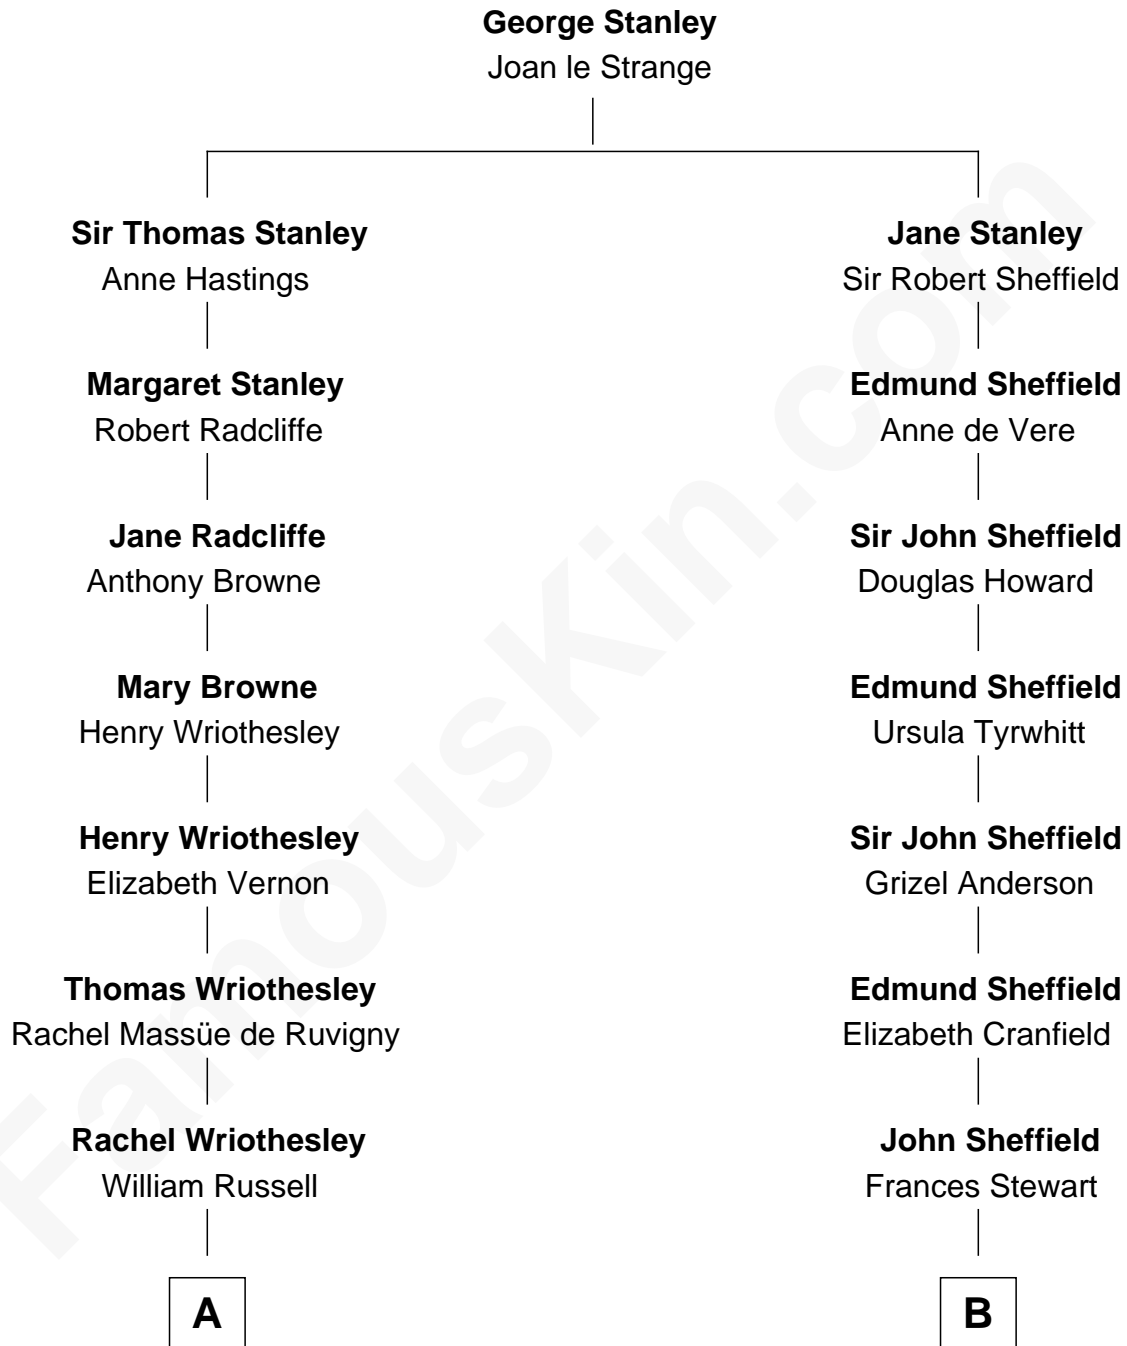 George Stanley
Joan le Strange
Sir Thomas Stanley
Anne Hastings
Jane Stanley
Sir Robert Sheffield
Margaret Stanley
Robert Radcliffe
Edmund Sheffield
Anne de Vere
Jane Radcliffe
Anthony Browne
Sir John Sheffield
Douglas Howard
Mary Browne
Henry Wriothesley
Edmund Sheffield
Ursula Tyrwhitt
Henry Wriothesley
Elizabeth Vernon
Sir John Sheffield
Grizel Anderson
Thomas Wriothesley
Rachel Massüe de Ruvigny
Edmund Sheffield
Elizabeth Cranfield
Rachel Wriothesley
William Russell
John Sheffield
Frances Stewart
A
B
FamousKin.com